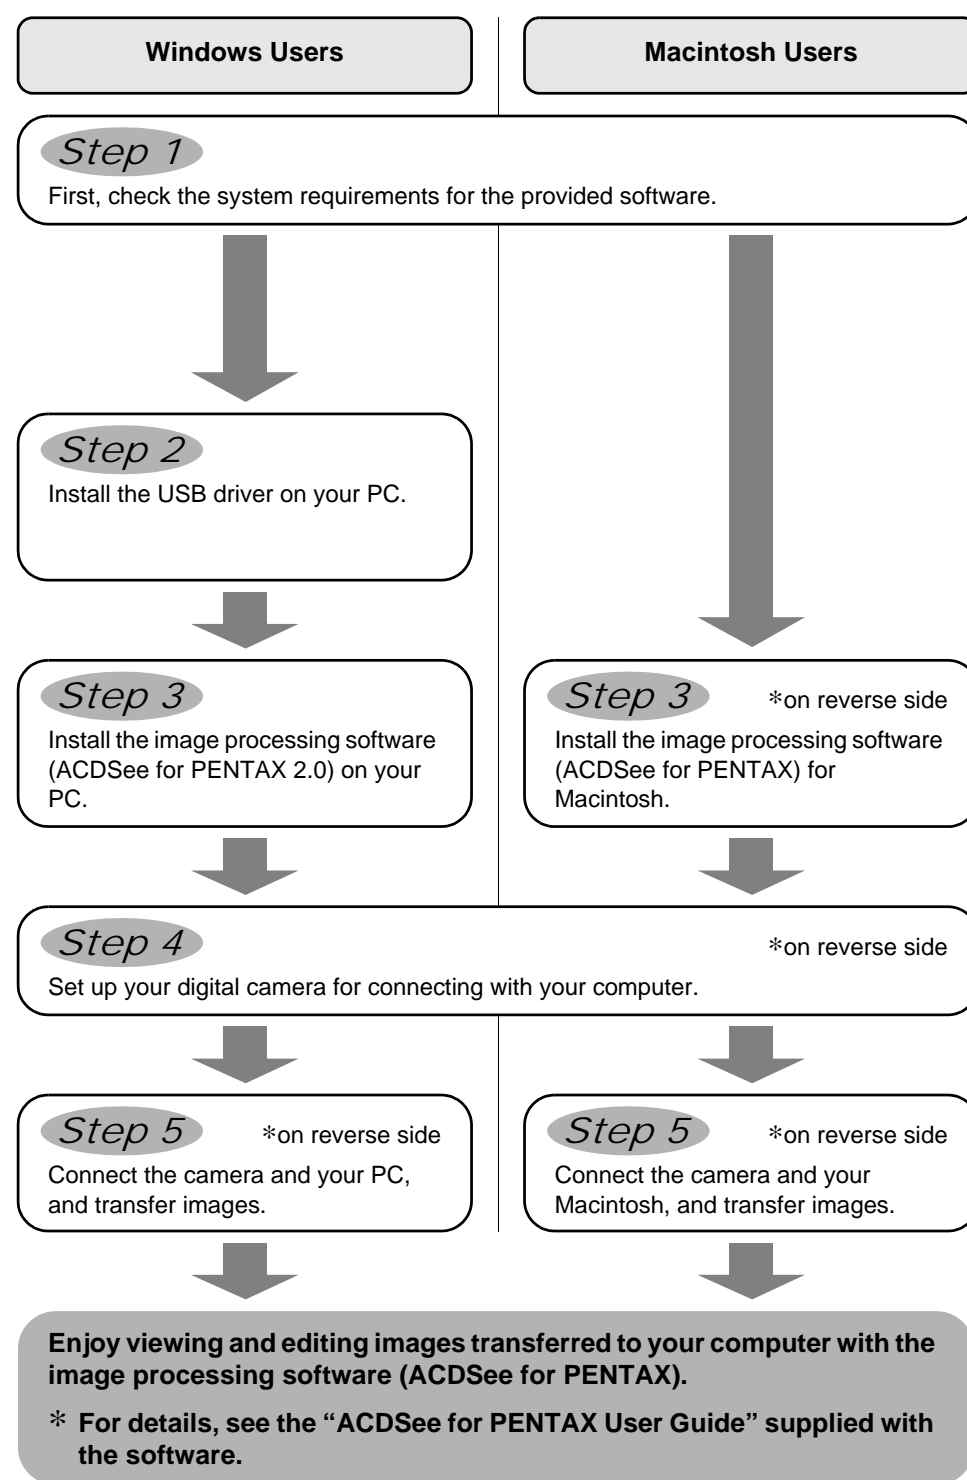 Windows Users
Macintosh Users
Step 1
First, check the system requirements for the provided software.
Step 2
Install the USB driver on your PC.
Step 3
Install the image processing software
(ACDSee for PENTAX 2.0) on your
PC.
Step 3
*on reverse side
Install the image processing software
(ACDSee for PENTAX) for
Macintosh.
Step 4
*on reverse side
Set up your digital camera for connecting with your computer.
Step 5
*on reverse side
Connect the camera and your PC,
and transfer images.
Step 5
*on reverse side
Connect the camera and your
Macintosh, and transfer images.
Enjoy viewing and editing images transferred to your computer with the
image processing software (ACDSee for PENTAX).
* For details, see the “ACDSee for PENTAX User Guide” supplied with
the software.